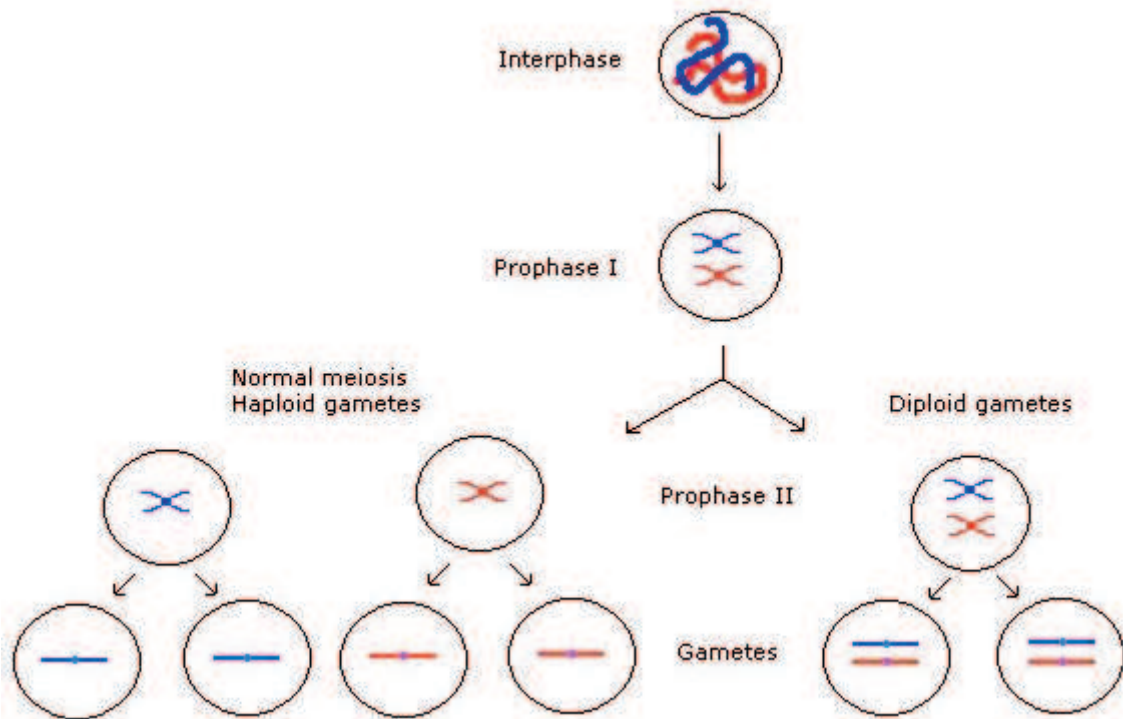 Interphase
Prophase I
Normal meiosis
Haploid gametes
Diploid gametes
Prophase II
Gametes